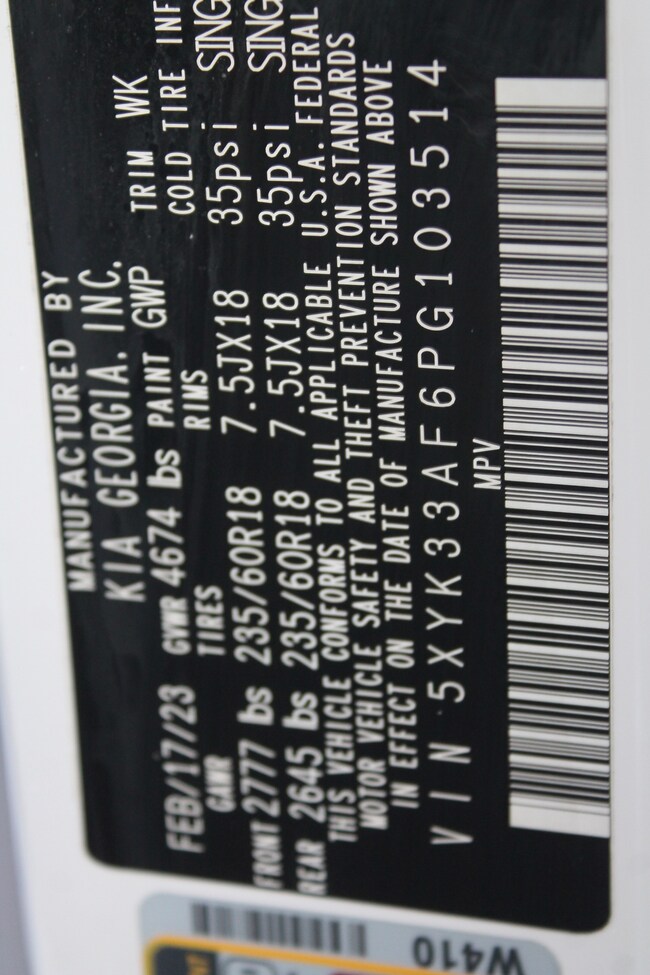 MANUFACTURED BY
KIA GEORGIA. INC.
FEB/17/23 GVWR 4674 lbs PAINT GWP TRIM WK
GAWR TIRES RIMS COLD TIRE INF
FRONT 2777 lbs 235/60R18 7.5JX18 35psi SING
REAR 2645 lbs 235/60R18 7.5JX18 35psi SING
THIS VEHICLE CONFORMS TO ALL APPLICABLE U.S.A. FEDERAL
MOTOR VEHICLE SAFETY AND THEFT PREVENTION STANDARDS
IN EFFECT ON THE DATE OF MANUFACTURE SHOWN ABOVE
VIN 5XYK33AF6PG103514
MPV
W410